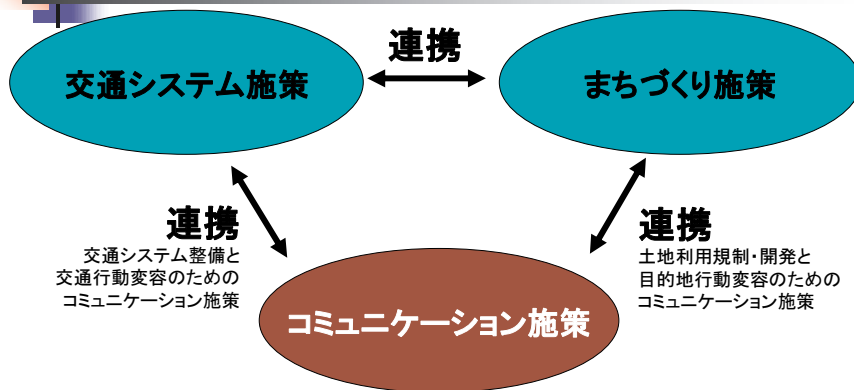 連携
交通システム施策
まちづくり施策
連携
交通システム整備と
交通行動変容のための
コミュニケーション施策
連携
土地利用規制・開発と
目的地行動変容のための
コミュニケーション施策
コミュニケーション施策